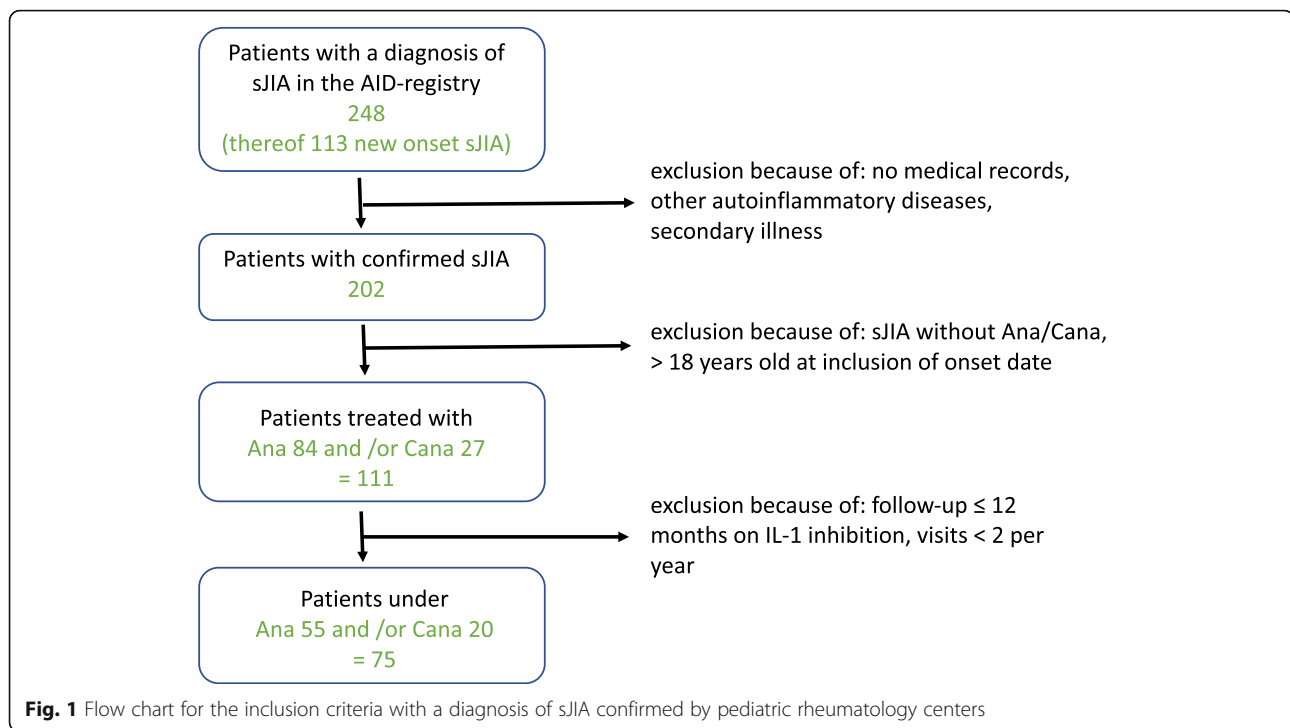 Patients with a diagnosis of
sJIA in the AID-registry
248
(thereof 113 new onset sJIA)
exclusion because of: no medical records,
other autoinflammatory diseases,
secondary illness
Patients with confirmed sJIA
202
exclusion because of: sJIA without Ana/Cana,
> 18 years old at inclusion of onset date
Patients treated with
Ana 84 and /or Cana 27
= 111
exclusion because of: follow-up ≤ 12
months on IL-1 inhibition, visits < 2 per
year
Patients under
Ana 55 and /or Cana 20
= 75
Fig. 1 Flow chart for the inclusion criteria with a diagnosis of sJIA confirmed by pediatric rheumatology centers